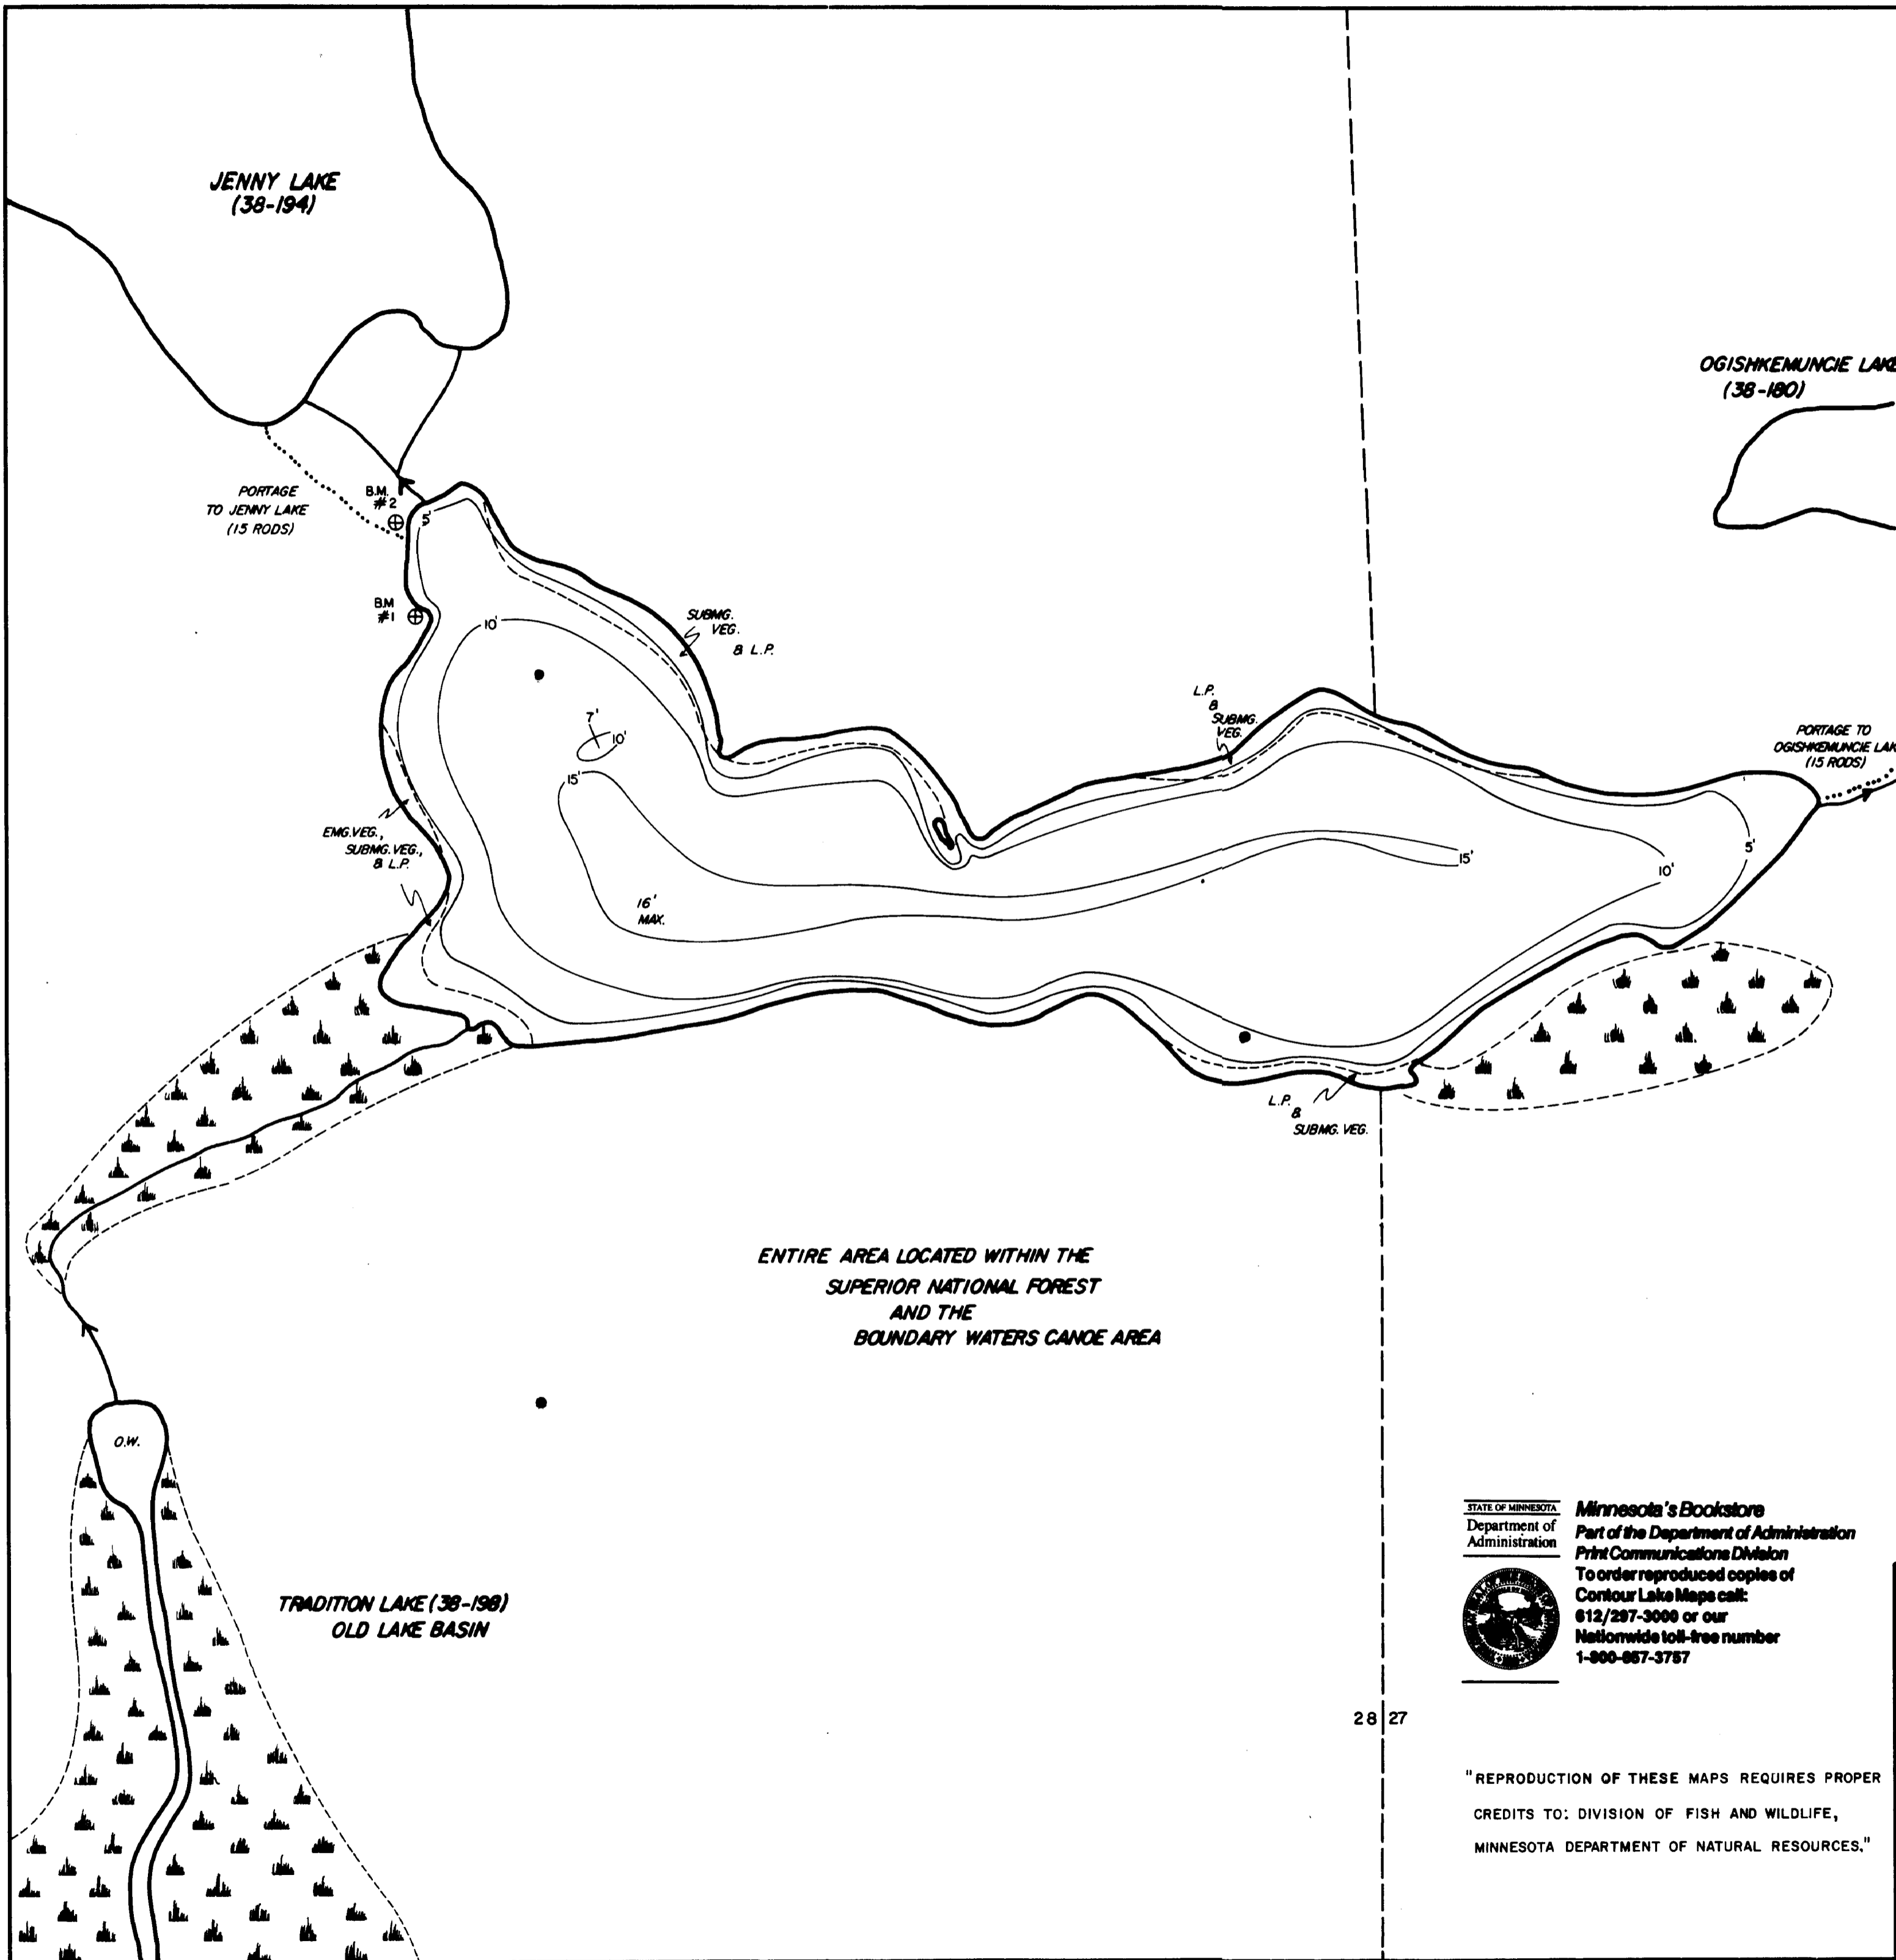 JENNY LAKE
(38-194)
OGISHKEMUNCIE LAKE
(38-180)
PORTAGE
TO JENNY LAKE
(15 RODS)
B.M.
#2
5'
B.M
#1
10'
SUBMG.
VEG.
& L.P.
7'
10'
15'
L.P.
&
SUBMG.
VEG.
PORTAGE TO
OGISHKEMUNCIE LAK
(15 RODS)
EMG.VEG.,
SUBMG.VEG.,
& L.P.
15'
10'
5'
16'
MAX.
L.P.
&
SUBMG. VEG.
ENTIRE AREA LOCATED WITHIN THE
SUPERIOR NATIONAL FOREST
AND THE
BOUNDARY WATERS CANOE AREA
O.W.
TRADITION LAKE (38-198)
OLD LAKE BASIN
STATE OF MINNESOTA
Department of
Administration
Minnesota's Bookstore
Part of the Department of Administration
Print Communications Division
To order reproduced copies of
Contour Lake Maps call:
612/297-3000 or our
Nationwide toll-free number
1-800-657-3757
28 27
"REPRODUCTION OF THESE MAPS REQUIRES PROPER
CREDITS TO: DIVISION OF FISH AND WILDLIFE,
MINNESOTA DEPARTMENT OF NATURAL RESOURCES."